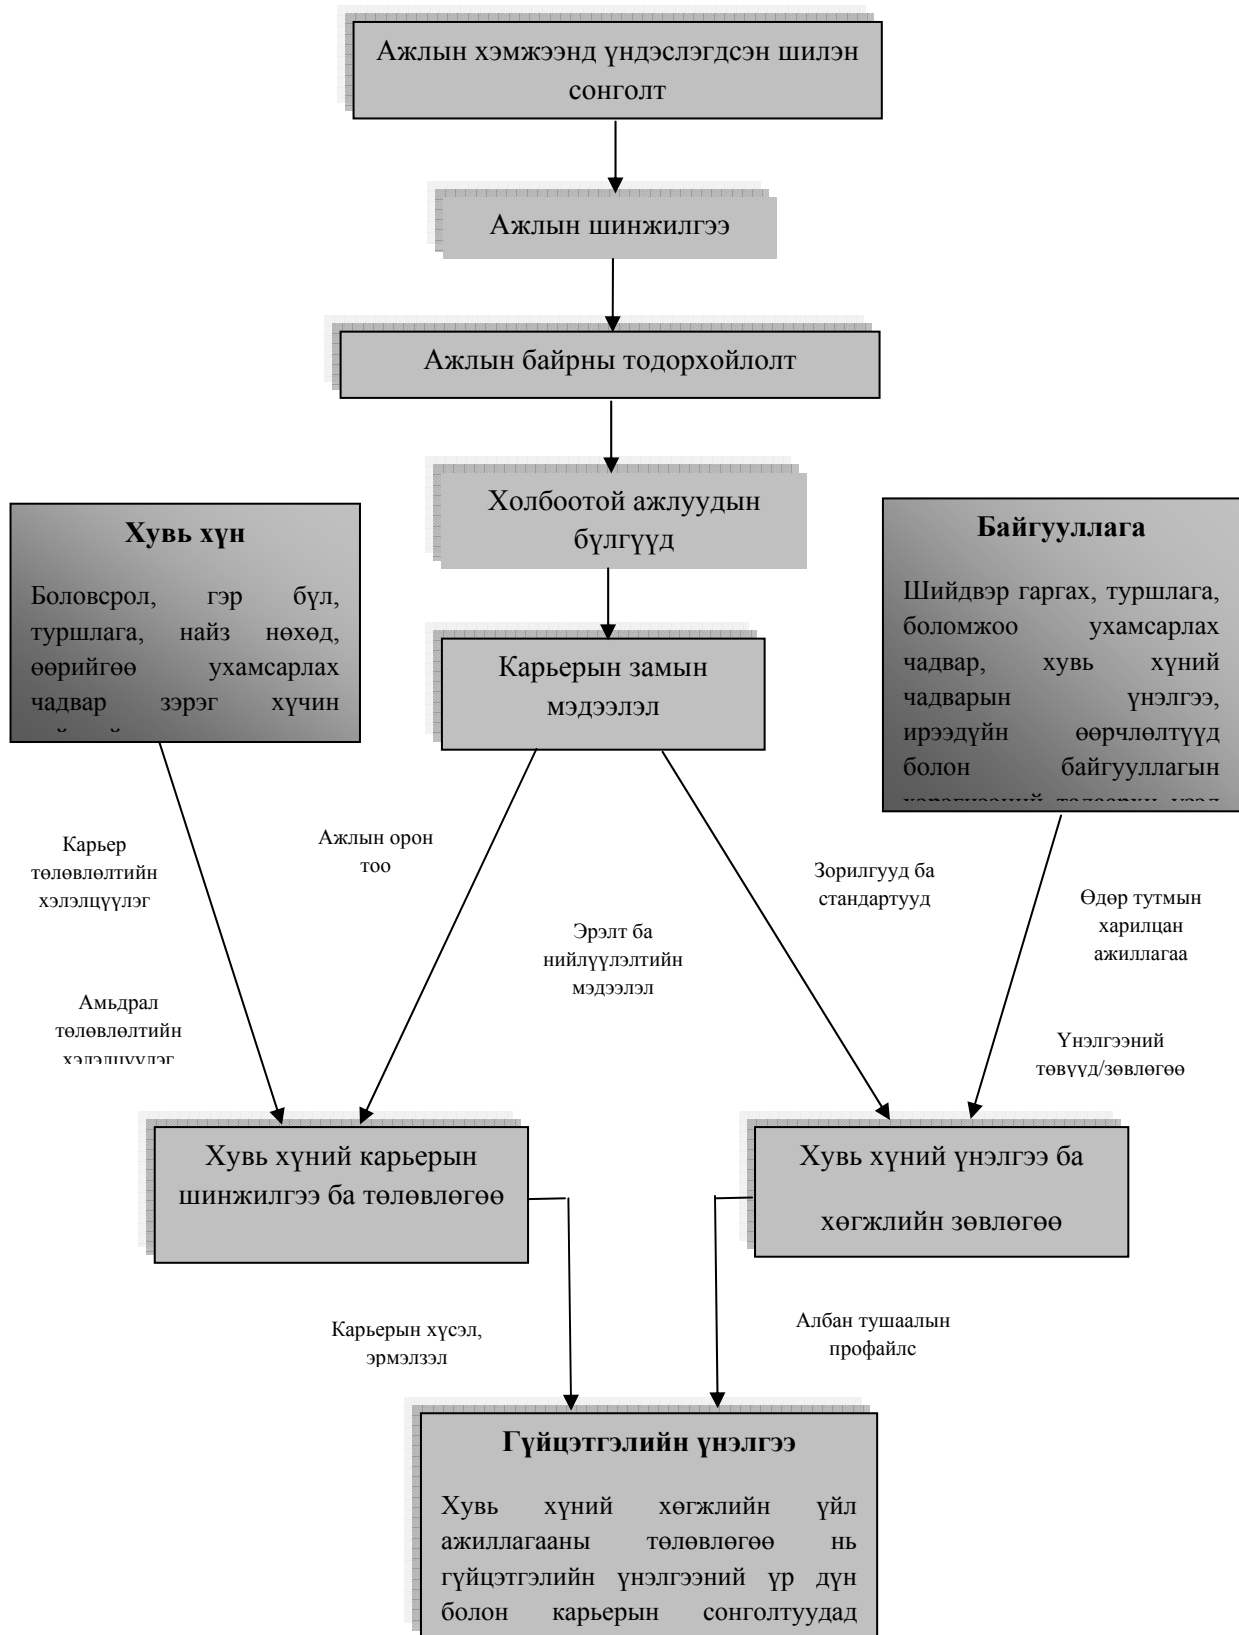 Ажлын хэмжээнд үндэслэгдсэн шилэн
сонголт
Ажлын шинжилгээ
Ажлын байрны тодорхойлолт
Холбоотой ажлуудын
бүлгүүд
Хувь хүн
Боловсрол, гэр бүл,
туршлага, найз нөхөд,
өөрийгөө ухамсарлах
чадвар зэрэг хүчин
Байгууллага
Шийдвэр гаргах, туршлага,
боломжоо ухамсарлах
чадвар, хувь хүний
чадварын үнэлгээ,
ирээдүйн өөрчлөлтүүд
болон байгууллагын
Карьерын замын
мэдээлэл
Карьер
төлөвлөлтийн
хэлэлцүүлэг
Ажлын орон
тоо
Зорилгууд ба
стандартууд
Өдөр тутмын
харилцан
ажиллагаа
Эрэлт ба
нийлүүлэлтийн
мэдээлэл
Амьдрал
төлөвлөлтийн
хэлэлцүүлэг
Үнэлгээний
төвүүд/зөвлөгөө
Хувь хүний карьерын
шинжилгээ ба төлөвлөгөө
Хувь хүний үнэлгээ ба
хөгжлийн зөвлөгөө
Карьерын хүсэл,
эрмэлзэл
Албан тушаалын
профайлс
Гүйцэтгэлийн үнэлгээ
Хувь хүний хөгжлийн үйл
ажиллагааны төлөвлөгөө нь
гүйцэтгэлийн үнэлгээний үр дүн
болон карьерын сонголтуудад